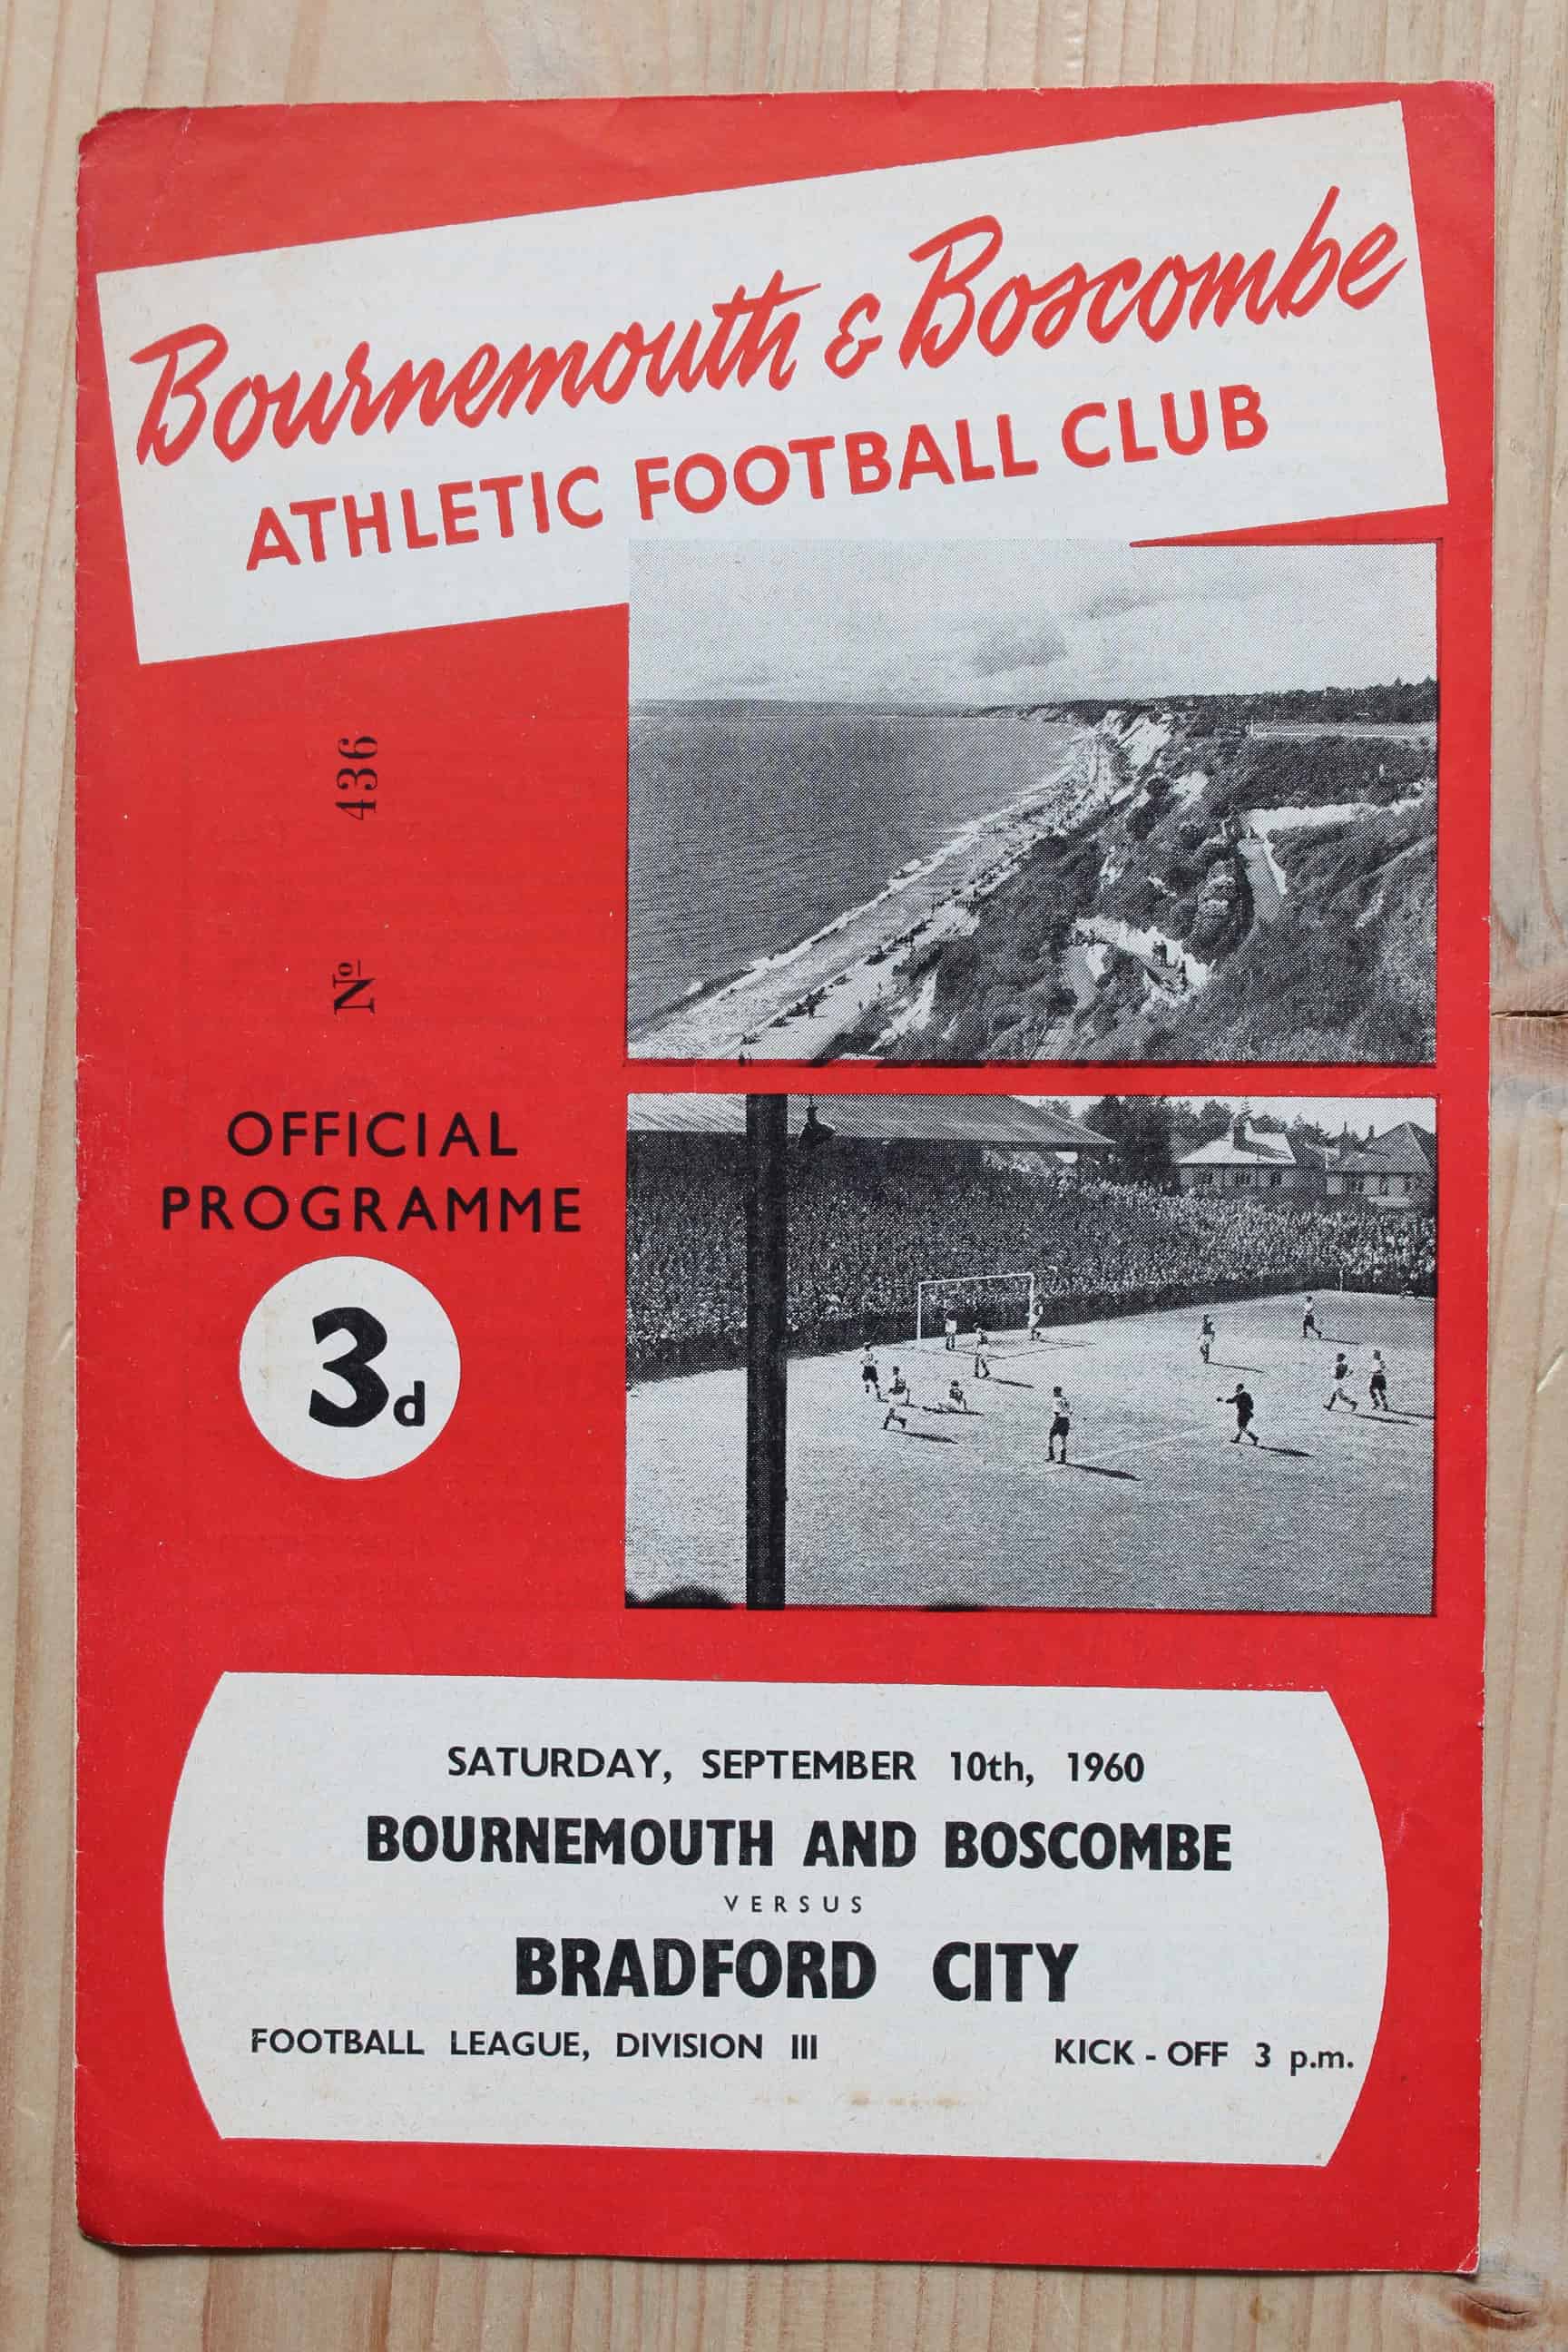 Bournemouth & Boscombe
ATHLETIC FOOTBALL CLUB
Nº 436
OFFICIAL
PROGRAMME
3d
SATURDAY, SEPTEMBER 10th, 1960
BOURNEMOUTH AND BOSCOMBE
VERSUS
BRADFORD CITY
FOOTBALL LEAGUE, DIVISION III KICK-OFF 3 p.m.